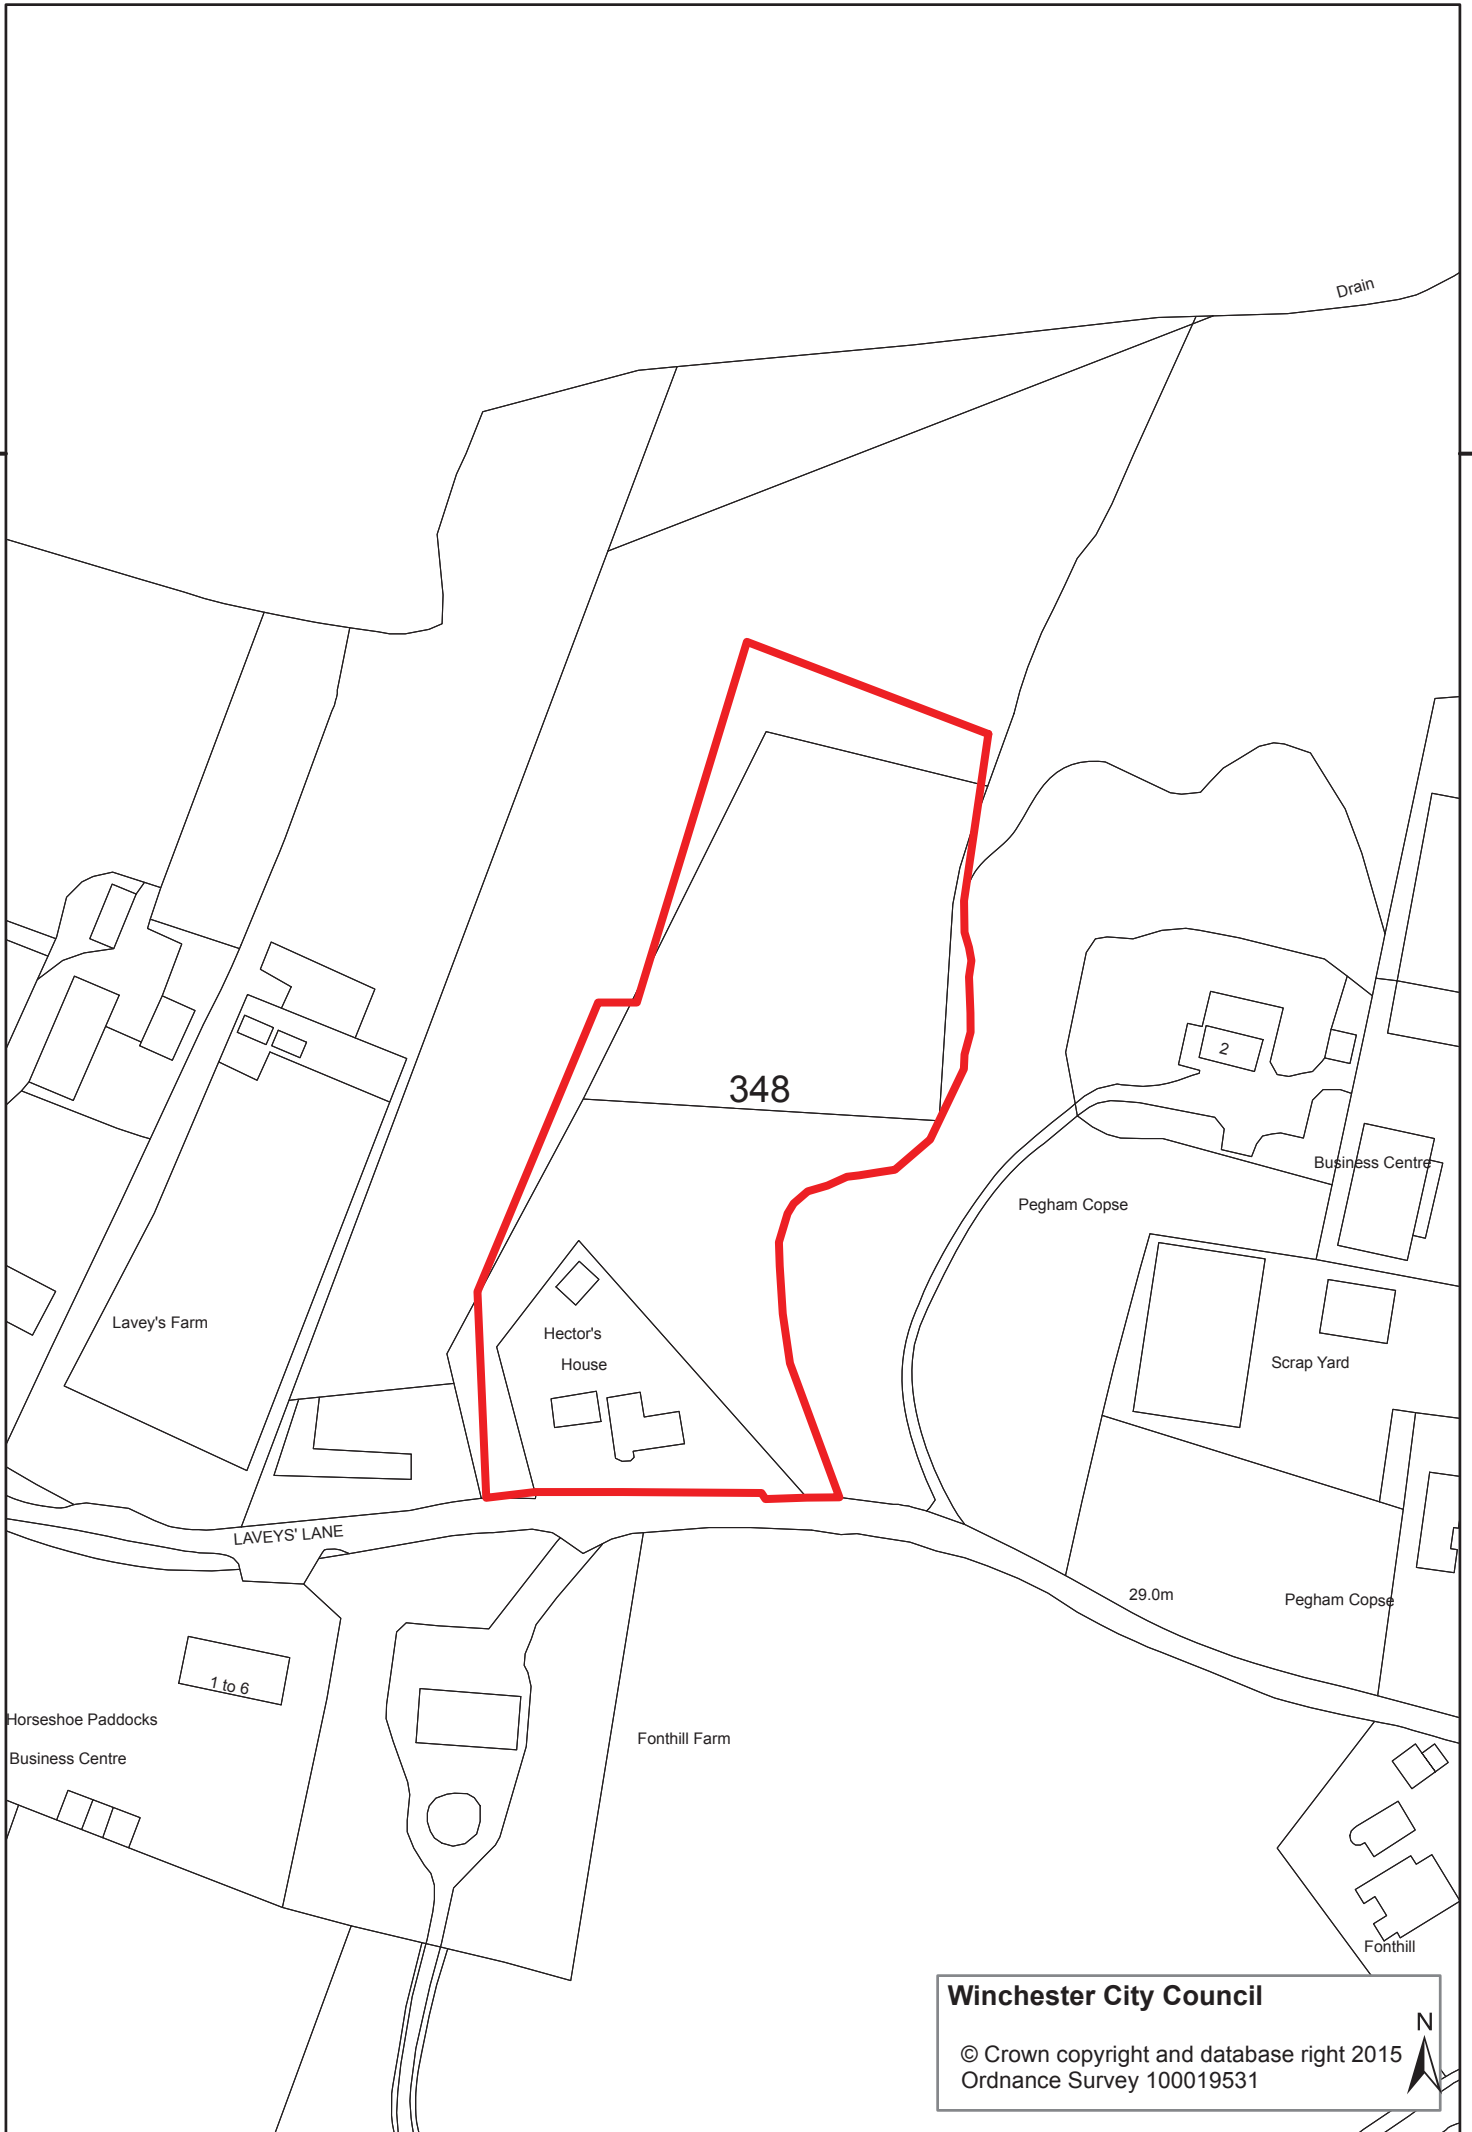 Drain
2
348
Business Centre
Pegham Copse
Lavey's Farm
Hector's
House
Scrap Yard
LAVEYS' LANE
29.0m
Pegham Copse
1 to 6
Horseshoe Paddocks
Business Centre
Fonthill Farm
Fonthill
Winchester City Council
N
© Crown copyright and database right 2015
Ordnance Survey 100019531